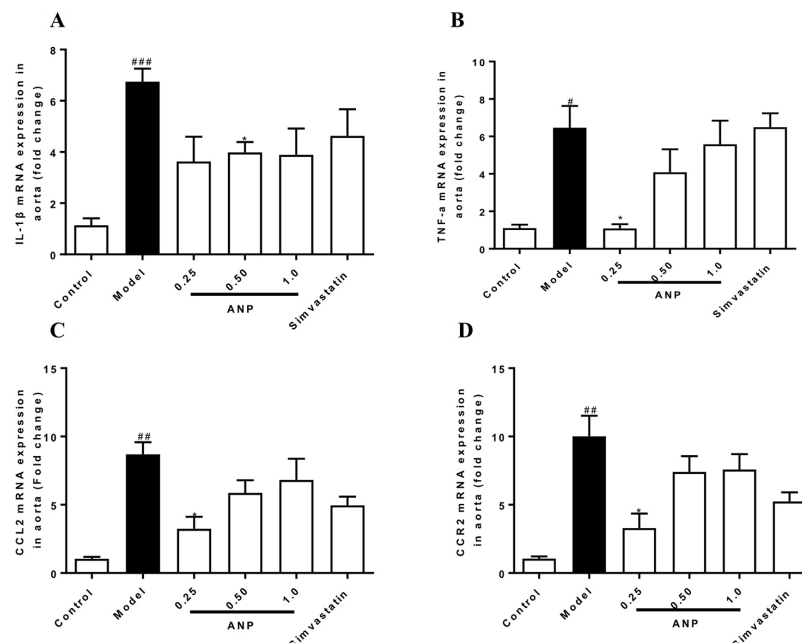 A
IL-1β mRNA expression in
aorta (fold change)
8
6
4
2
0
###
*
Control
Model
0.25
0.50
1.0
Simvastatin
ANP
B
TNF-a mRNA expression in
aorta (fold change)
10
8
6
4
2
0
#
*
Control
Model
0.25
0.50
1.0
Simvastatin
ANP
C
CCL2 mRNA expression
in aorta (Fold change)
15
10
5
0
##
*
Control
Model
0.25
0.50
1.0
Simvastatin
ANP
D
CCR2 mRNA expression
in aorta (fold change)
15
10
5
0
##
*
Control
Model
0.25
0.50
1.0
Simvastatin
ANP